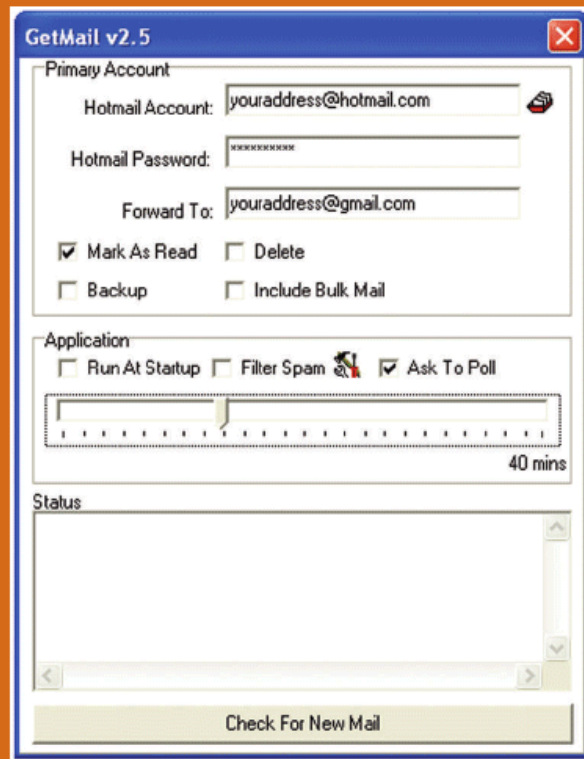 GetMail v2.5
Primary Account
Hotmail Account: youraddress@hotmail.com
Hotmail Password: **********
Forward To: youraddress@gmail.com
Mark As Read Delete
Backup Include Bulk Mail
Application
Run At Startup Filter Spam Ask To Poll
40 mins
Status
Check For New Mail